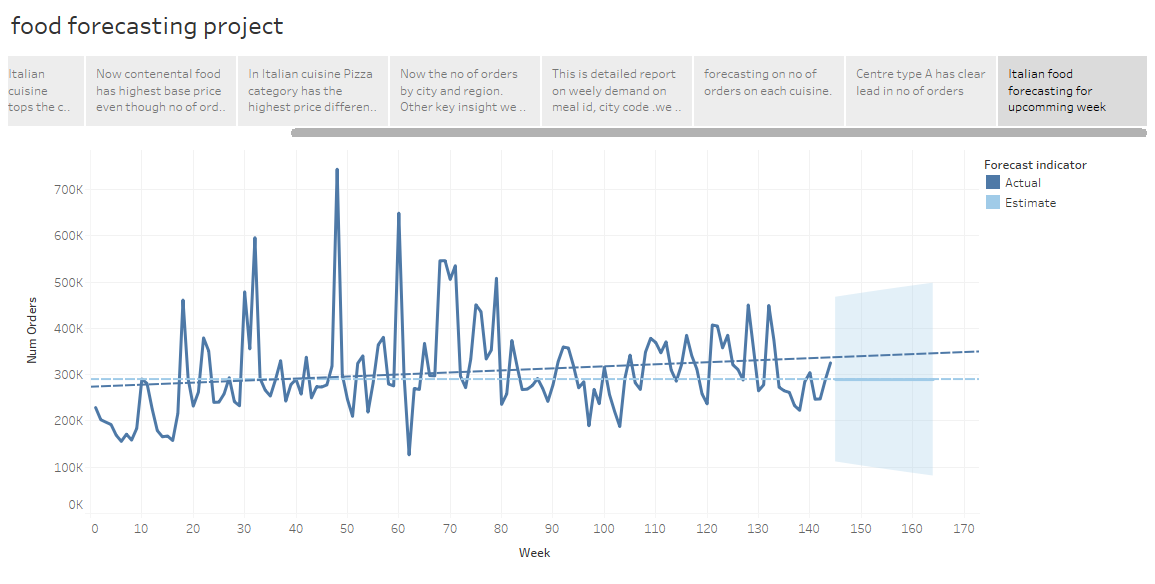 food forecasting project
Italian
cuisine
tops the c..
Now contenental food
has highest base price
even though no of ord..
In Italian cuisine Pizza
category has the
highest price differen..
Now the no of orders
by city and region.
Other key insight we ..
This is detailed report
on weely demand on
meal id, city code .we ..
forecasting on no of
orders on each cuisine.
Centre type A has clear
lead in no of orders
Italian food
forecasting for
upcomming week
Forecast indicator
Actual
Estimate
Num Orders
700K
600K
500K
400K
300K
200K
100K
0K
0 10 20 30 40 50 60 70 80 90 100 110 120 130 140 150 160 170
Week